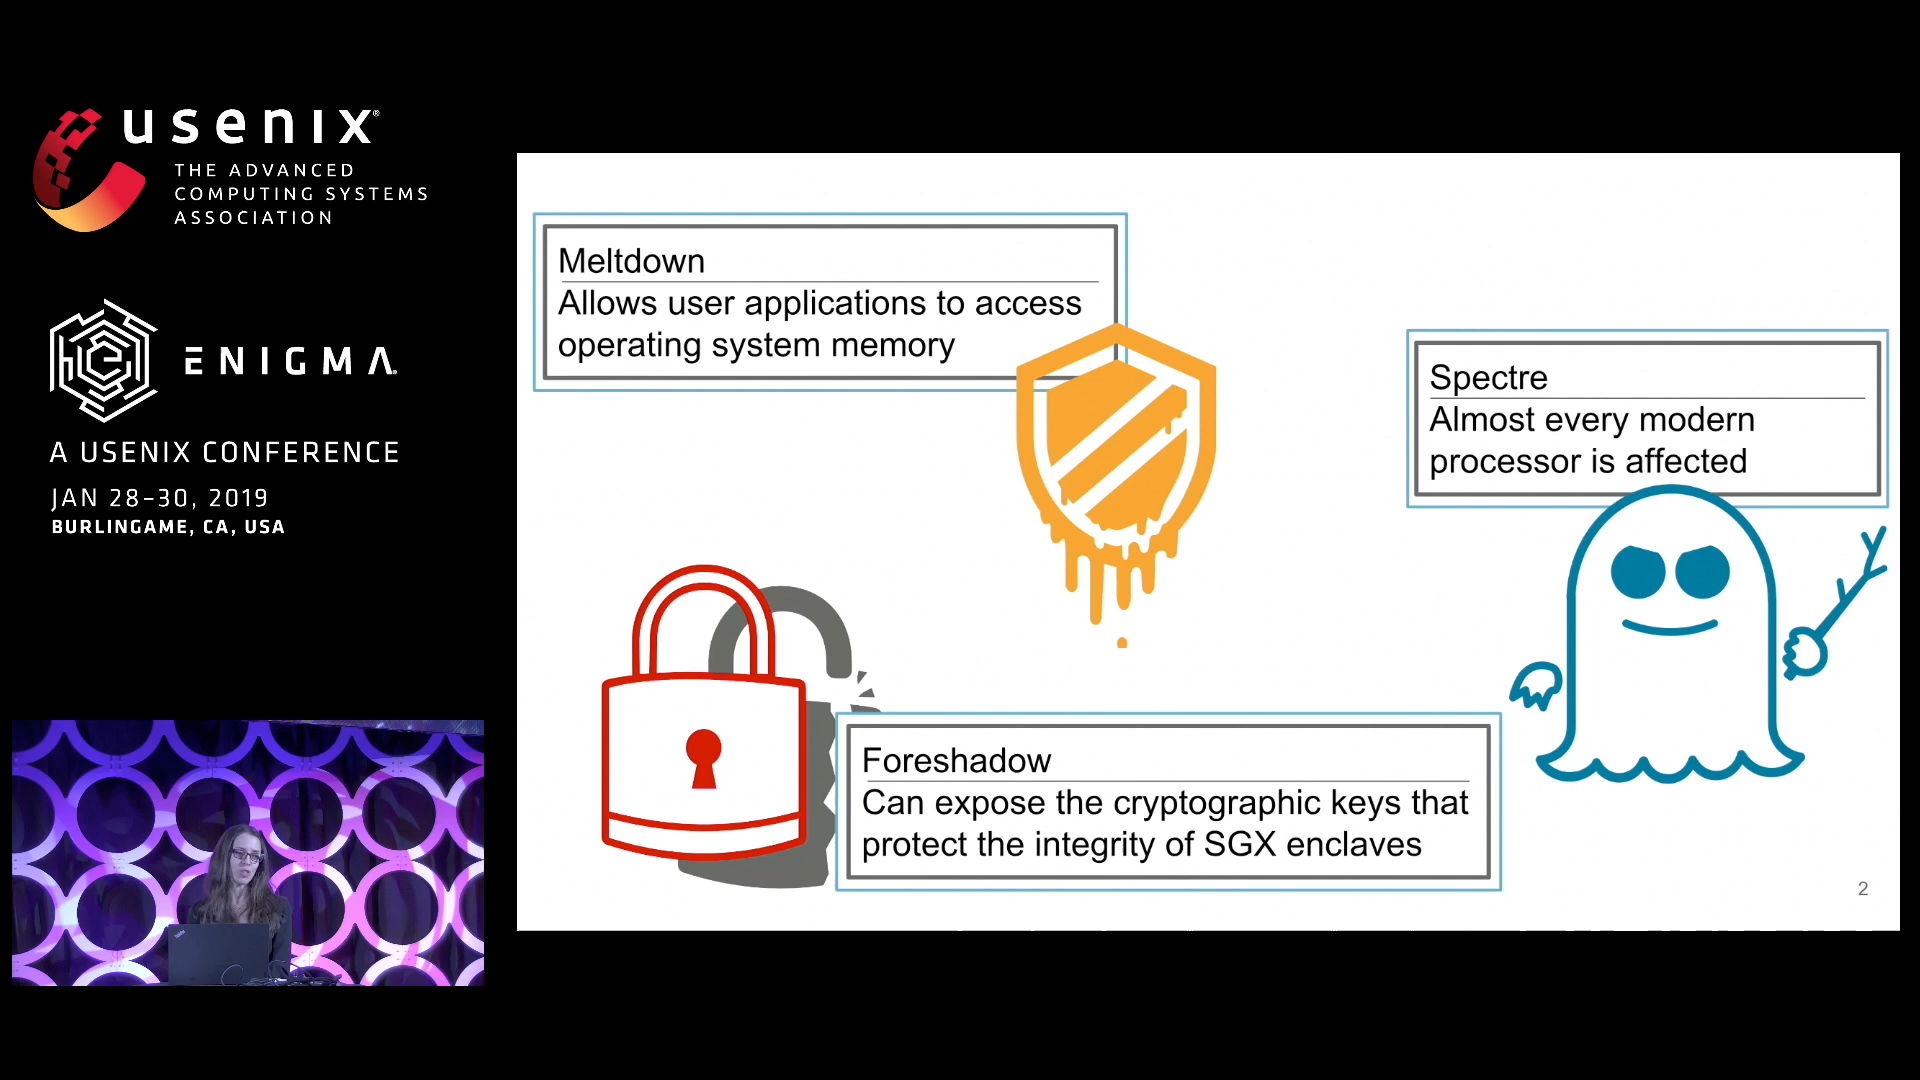 usenix®
THE ADVANCED
COMPUTING SYSTEMS
ASSOCIATION
ENIGMA
A USENIX CONFERENCE
JAN 28–30, 2019
BURLINGAME, CA, USA
Meltdown
Allows user applications to access
operating system memory
Spectre
Almost every modern
processor is affected
Foreshadow
Can expose the cryptographic keys that
protect the integrity of SGX enclaves
2